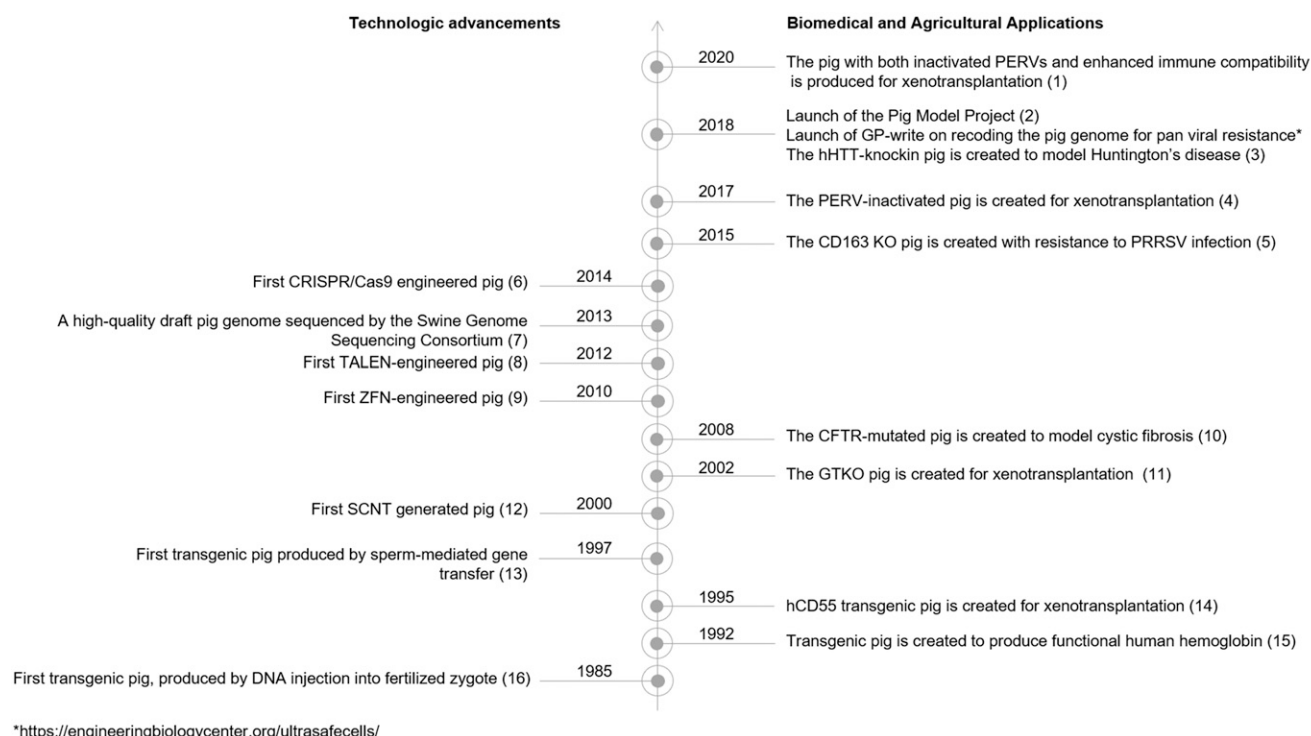 Technologic advancements
Biomedical and Agricultural Applications
2020
The pig with both inactivated PERVs and enhanced immune compatibility
is produced for xenotransplantation (1)
2018
Launch of the Pig Model Project (2)
Launch of GP-write on recoding the pig genome for pan viral resistance*
The hHTT-knockin pig is created to model Huntington’s disease (3)
2017
The PERV-inactivated pig is created for xenotransplantation (4)
2015
The CD163 KO pig is created with resistance to PRRSV infection (5)
First CRISPR/Cas9 engineered pig (6)
2014
A high-quality draft pig genome sequenced by the Swine Genome
Sequencing Consortium (7)
2013
First TALEN-engineered pig (8)
2012
First ZFN-engineered pig (9)
2010
2008
The CFTR-mutated pig is created to model cystic fibrosis (10)
2002
The GTKO pig is created for xenotransplantation (11)
First SCNT generated pig (12)
2000
First transgenic pig produced by sperm-mediated gene
transfer (13)
1997
1995
hCD55 transgenic pig is created for xenotransplantation (14)
1992
Transgenic pig is created to produce functional human hemoglobin (15)
First transgenic pig, produced by DNA injection into fertilized zygote (16)
1985
*https://engineeringbiologycenter.org/ultrasafecells/